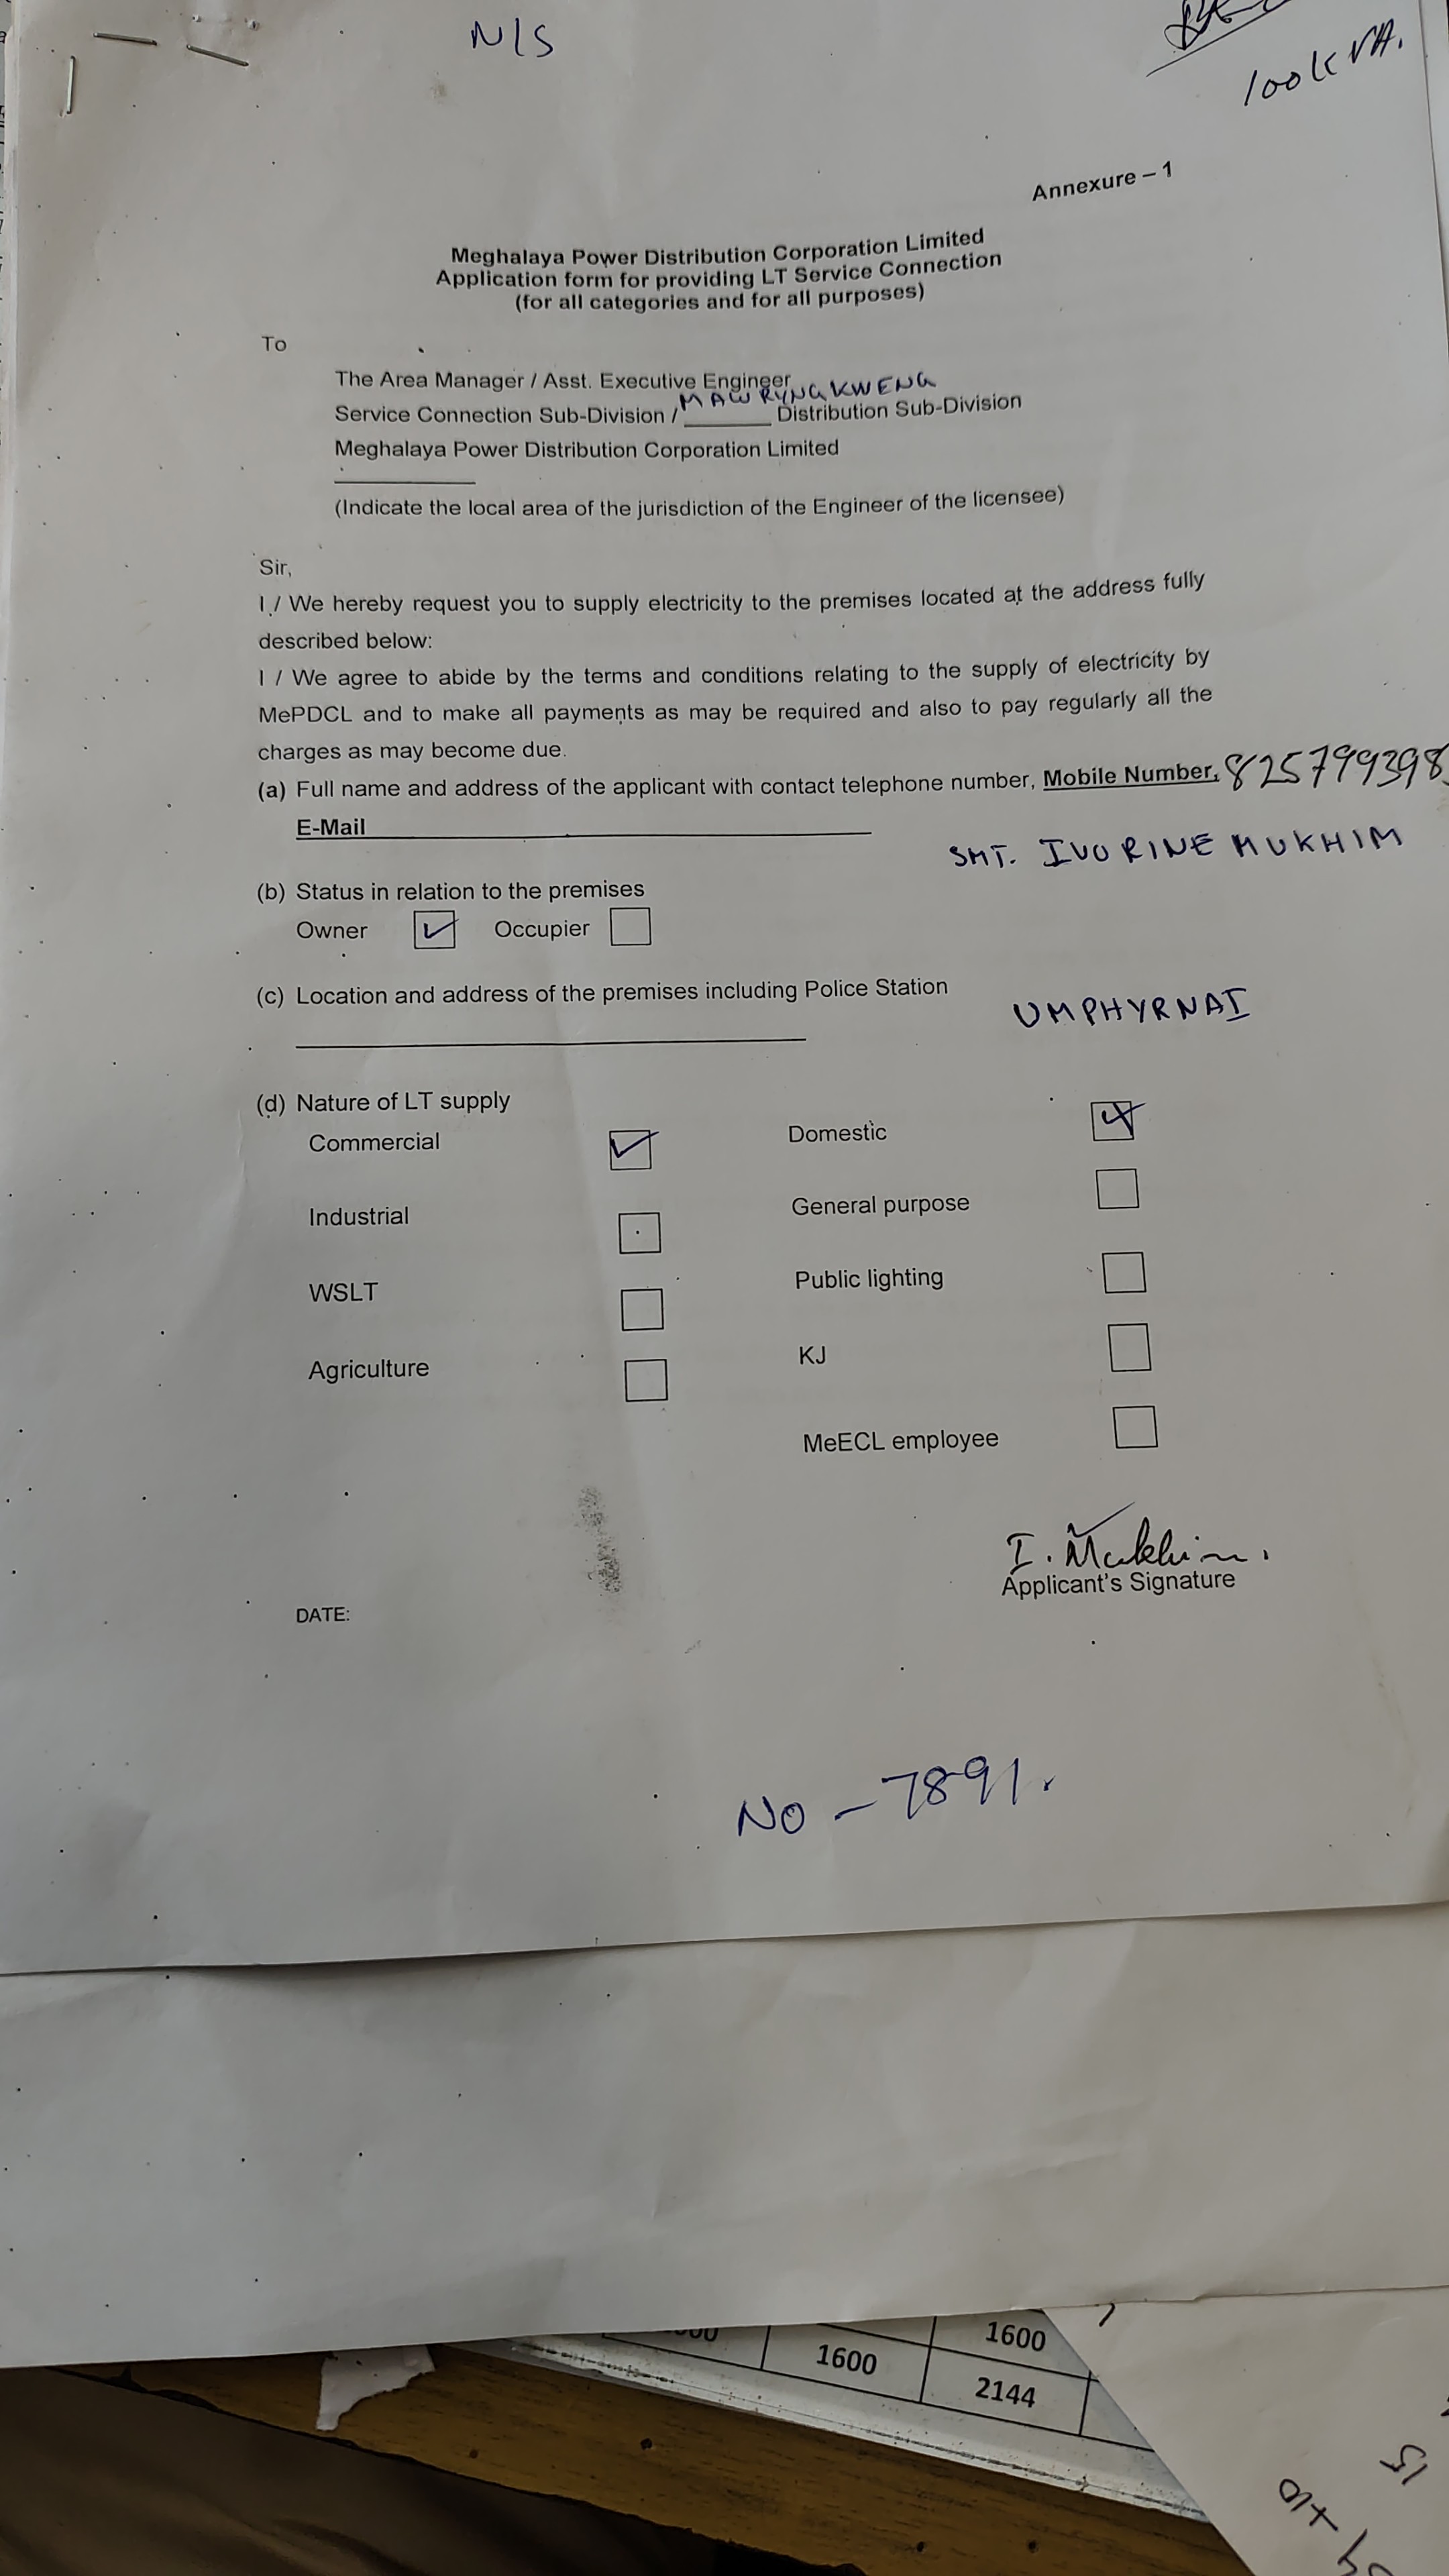 N/S
100 KVA.
Annexure – 1
Meghalaya Power Distribution Corporation Limited
Application form for providing LT Service Connection
(for all categories and for all purposes)
To
The Area Manager / Asst. Executive Engineer
Service Connection Sub-Division / MAWRYNGKWENG Distribution Sub-Division
Meghalaya Power Distribution Corporation Limited
(Indicate the local area of the jurisdiction of the Engineer of the licensee)
Sir,
I / We hereby request you to supply electricity to the premises located at the address fully
described below:
I / We agree to abide by the terms and conditions relating to the supply of electricity by
MePDCL and to make all payments as may be required and also to pay regularly all the
charges as may become due.
(a) Full name and address of the applicant with contact telephone number, Mobile Number, 825799398
E-Mail
SMT. IVORINE MUKHIM
(b) Status in relation to the premises
Owner Occupier
(c) Location and address of the premises including Police Station
UMPHYRNAI
(d) Nature of LT supply
Commercial Domestic
Industrial General purpose
WSLT Public lighting
Agriculture KJ
MeECL employee
I. Mukhim.
Applicant's Signature
DATE:
NO – 7891.
1600
1600
2144
15